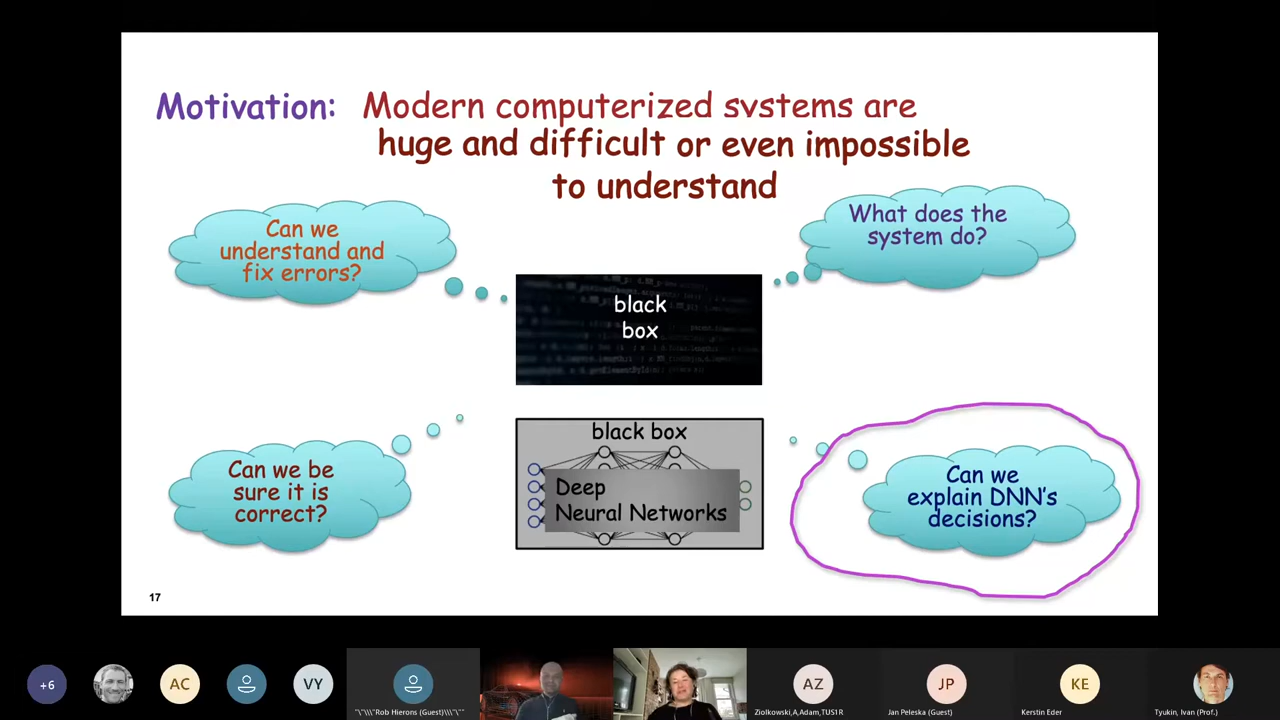 Motivation: Modern computerized systems are
huge and difficult or even impossible
to understand
Can we
understand and
fix errors?
What does the
system do?
black
box
Can we be
sure it is
correct?
black box
Deep
Neural Networks
Can we
explain DNN's
decisions?
17
+6
AC
VY
"\"\\\"Rob Hierons (Guest)\\\"\""
AZ
Ziolkowski,A,Adam,TUS1R
JP
Jan Peleska (Guest)
KE
Kerstin Eder
Tyukin, Ivan (Prof.)